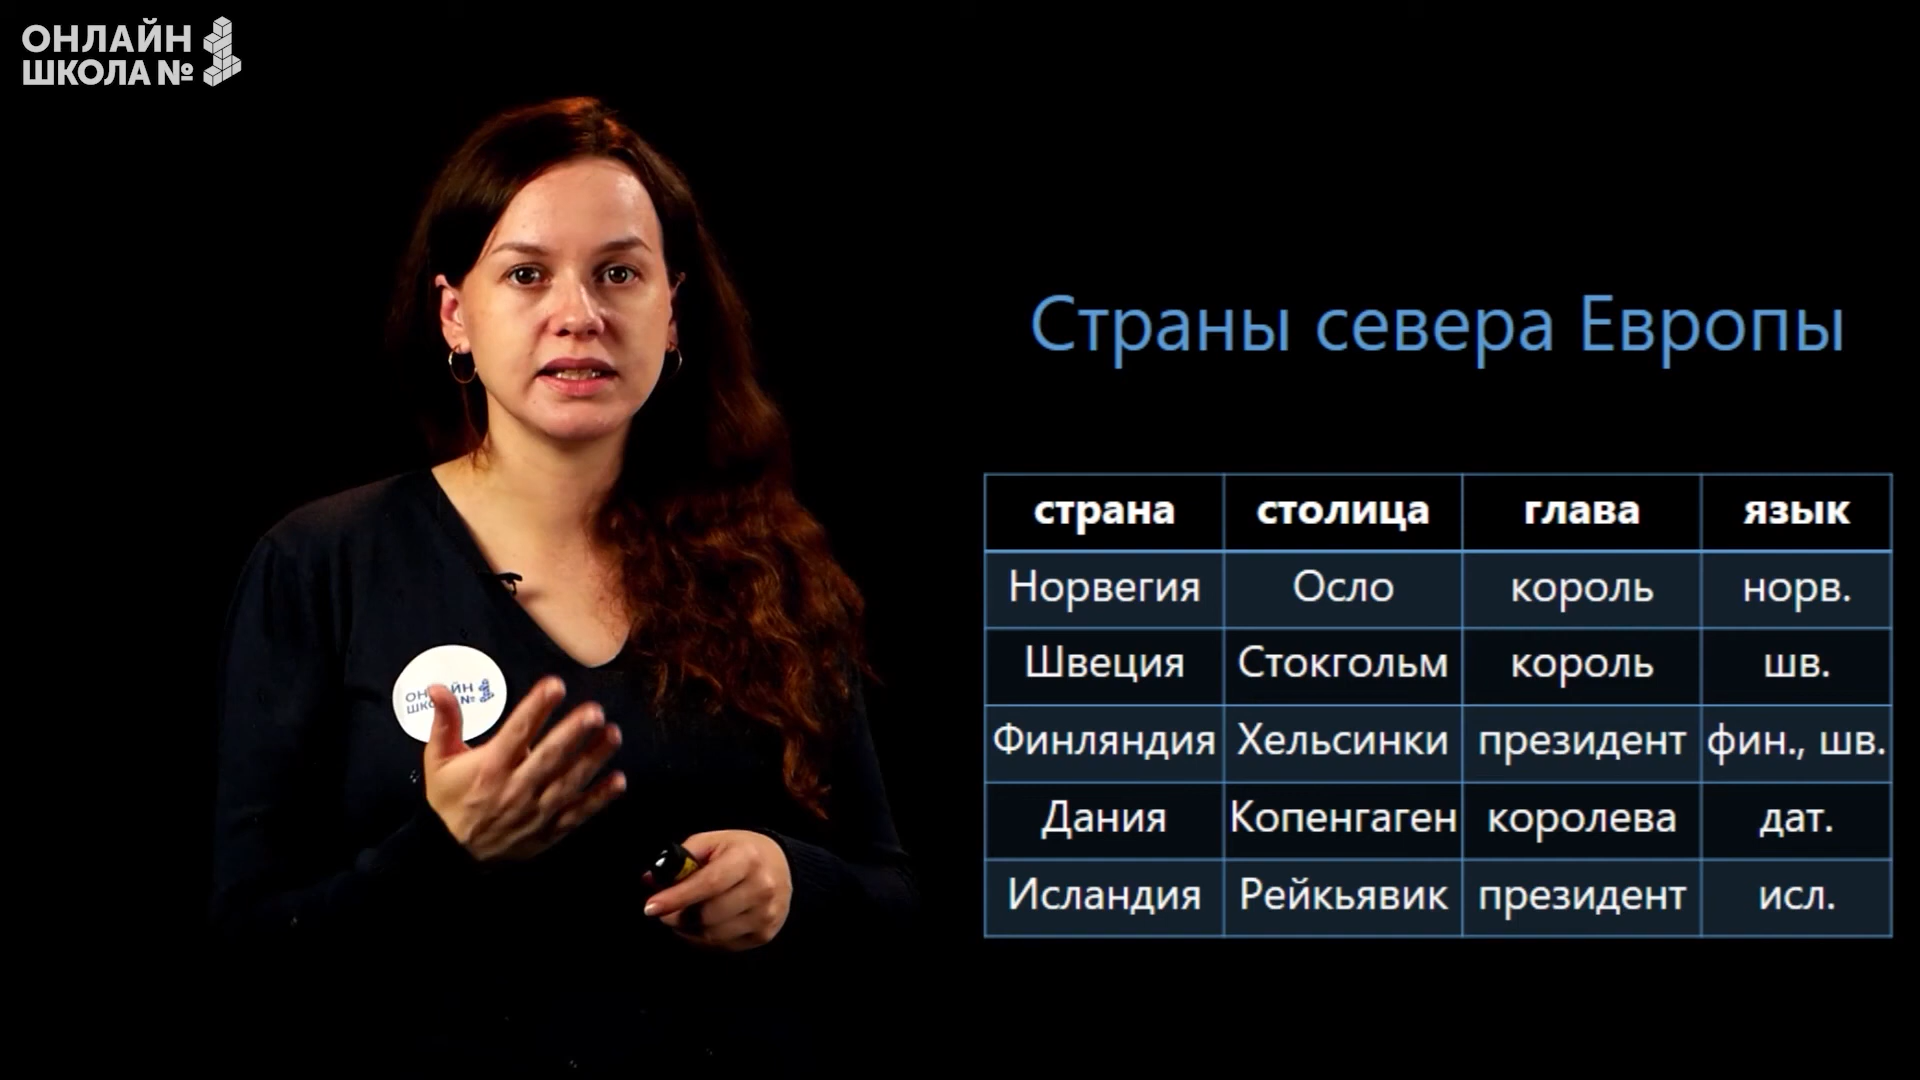 ОНЛАЙН
ШКОЛА №1
Страны севера Европы
страна столица глава язык
Норвегия Осло король норв.
Швеция Стокгольм король шв.
Финляндия Хельсинки президент фин., шв.
Дания Копенгаген королева дат.
Исландия Рейкьявик президент исл.